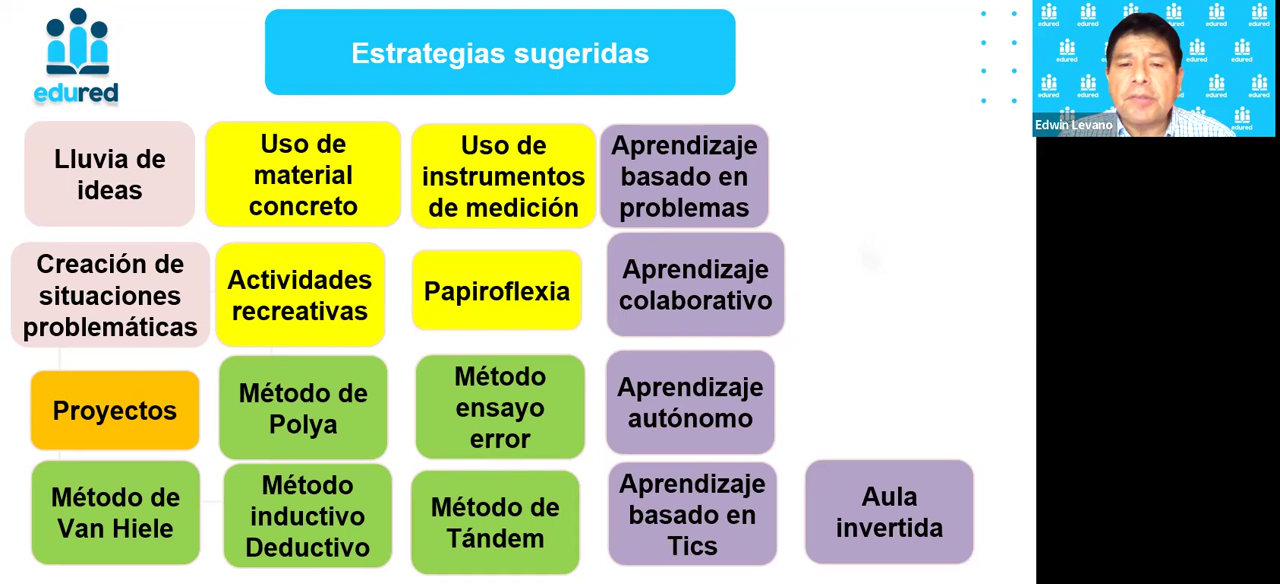 edured
Estrategias sugeridas
Edwin Levano
Lluvia de
ideas
Uso de
material
concreto
Uso de
instrumentos
de medición
Aprendizaje
basado en
problemas
Creación de
situaciones
problemáticas
Actividades
recreativas
Papiroflexia
Aprendizaje
colaborativo
Proyectos
Método de
Polya
Método
ensayo
error
Aprendizaje
autónomo
Método de
Van Hiele
Método
inductivo
Deductivo
Método de
Tándem
Aprendizaje
basado en
Tics
Aula
invertida